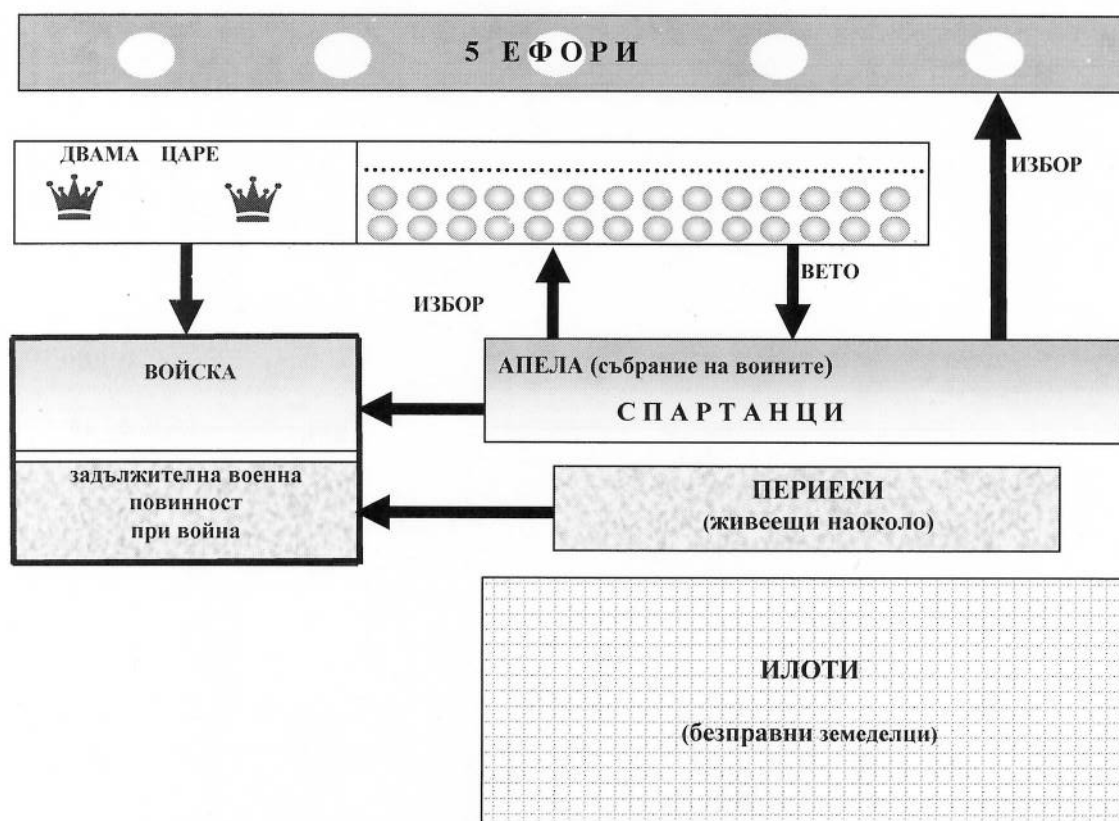 5 ЕФОРИ
ДВАМА ЦАРЕ
ИЗБОР
ВЕТО
ИЗБОР
ВОЙСКА
АПЕЛА (събрание на воините)
СПАРТАНЦИ
задължителна военна
повинност
при война
ПЕРИЕКИ
(живеещи наоколо)
ИЛОТИ
(безправни земеделци)